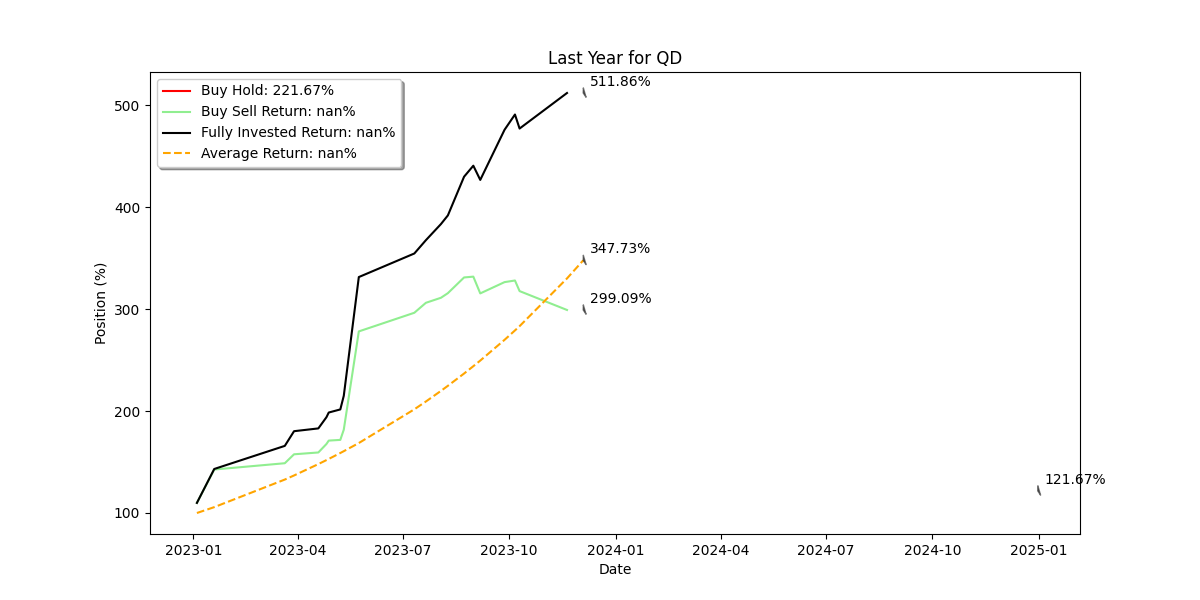 Last Year for QD
Buy Hold: 221.67%
Buy Sell Return: nan%
Fully Invested Return: nan%
Average Return: nan%
511.86%
347.73%
299.09%
121.67%
Position (%)
500
400
300
200
100
2023-01 2023-04 2023-07 2023-10 2024-01 2024-04 2024-07 2024-10 2025-01
Date